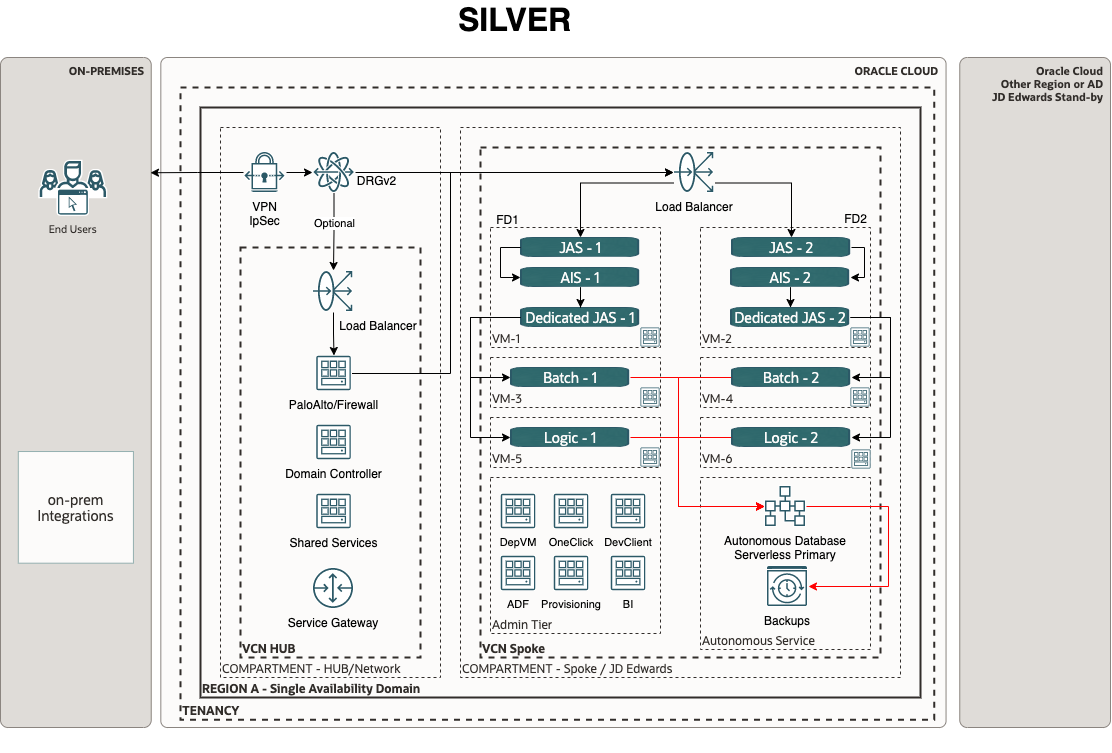 SILVER
ON-PREMISES
End Users
on-prem
Integrations
ORACLE CLOUD
VPN
IpSec
DRGv2
Optional
Load Balancer
PaloAlto/Firewall
Domain Controller
Shared Services
Service Gateway
VCN HUB
COMPARTMENT - HUB/Network
Load Balancer
FD1
FD2
JAS - 1
AIS - 1
Dedicated JAS - 1
VM-1
JAS - 2
AIS - 2
Dedicated JAS - 2
VM-2
Batch - 1
VM-3
Batch - 2
VM-4
Logic - 1
VM-5
Logic - 2
VM-6
DepVM
OneClick
DevClient
ADF
Provisioning
BI
Admin Tier
Autonomous Database
Serverless Primary
Backups
Autonomous Service
VCN Spoke
COMPARTMENT - Spoke / JD Edwards
REGION A - Single Availability Domain
TENANCY
Oracle Cloud
Other Region or AD
JD Edwards Stand-by